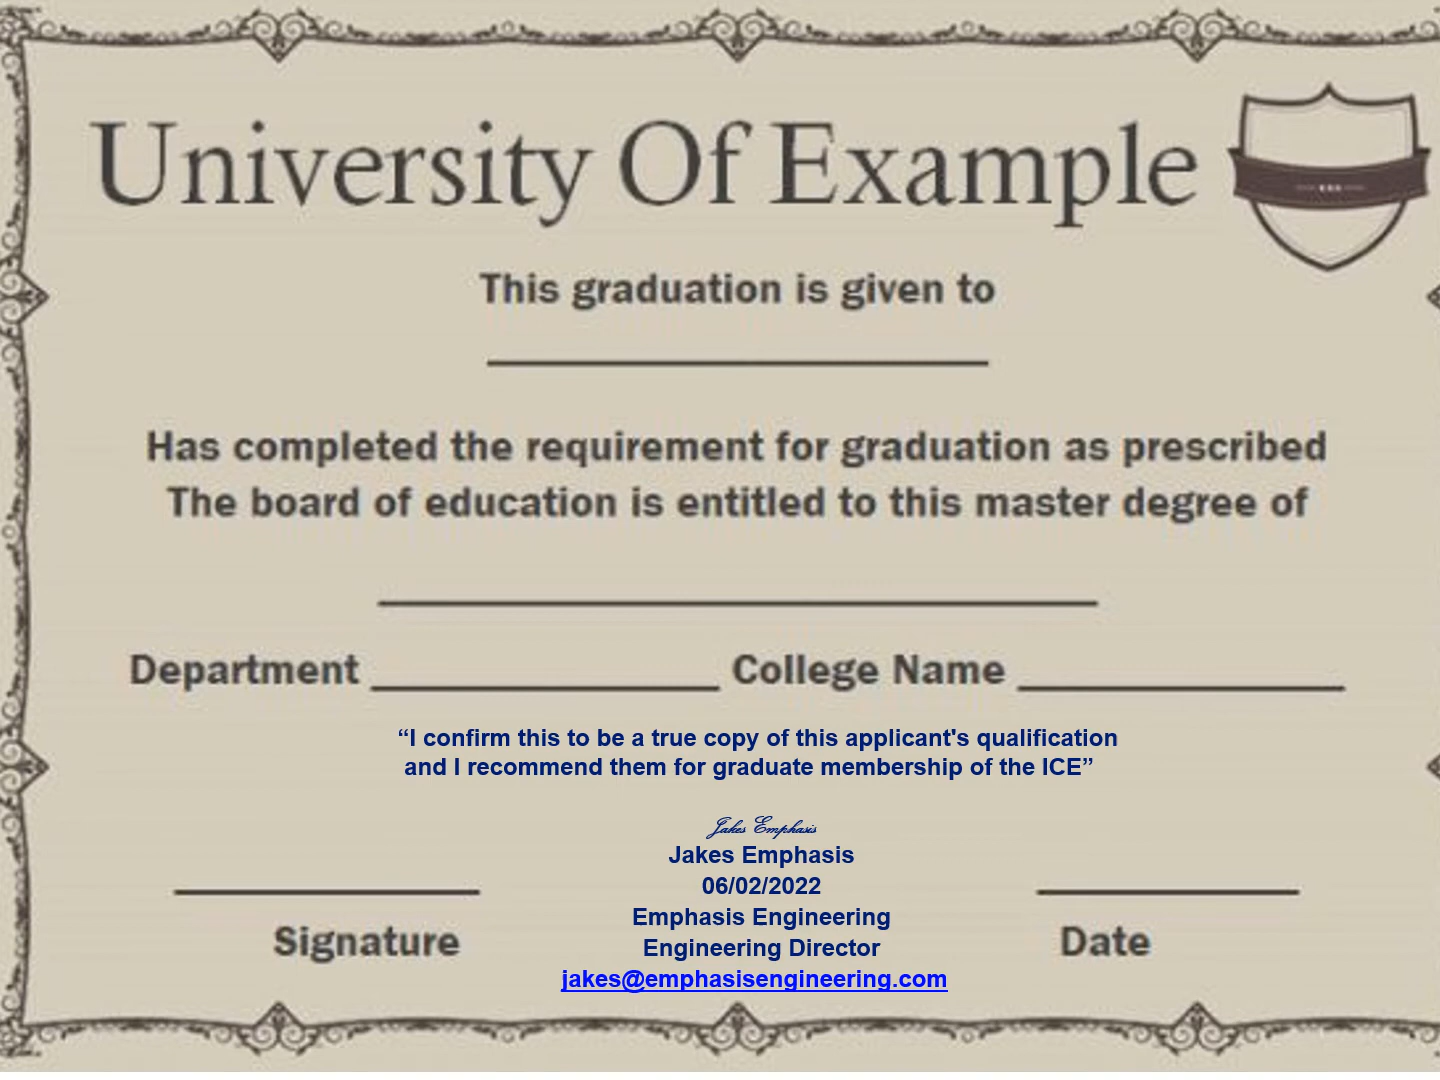 University Of Example
This graduation is given to
Has completed the requirement for graduation as prescribed
The board of education is entitled to this master degree of
Department College Name
“I confirm this to be a true copy of this applicant's qualification
and I recommend them for graduate membership of the ICE”
Jakes Emphasis
Jakes Emphasis
06/02/2022
Emphasis Engineering
Engineering Director
jakes@emphasisengineering.com
Signature Date